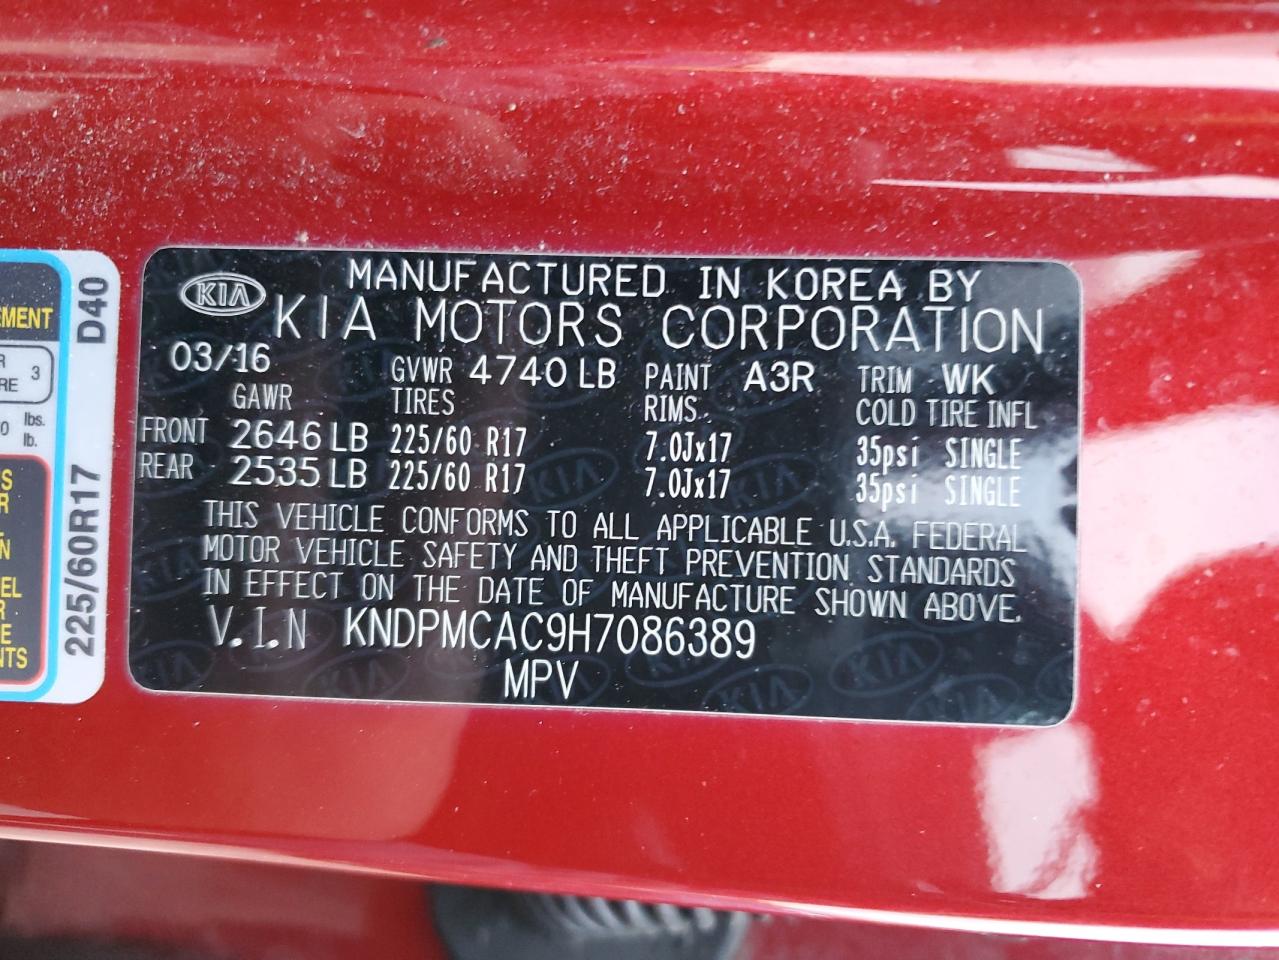 KIA
MANUFACTURED IN KOREA BY
KIA MOTORS CORPORATION
03/16 GVWR 4740 LB PAINT A3R TRIM WK
GAWR TIRES RIMS COLD TIRE INFL
FRONT 2646 LB 225/60 R17 7.0Jx17 35psi SINGLE
REAR 2535 LB 225/60 R17 7.0Jx17 35psi SINGLE
THIS VEHICLE CONFORMS TO ALL APPLICABLE U.S.A. FEDERAL
MOTOR VEHICLE SAFETY AND THEFT PREVENTION STANDARDS
IN EFFECT ON THE DATE OF MANUFACTURE SHOWN ABOVE.
V.I.N KNDPMCAC9H7086389
MPV
D40
225/60R17
3
lbs.
lb.